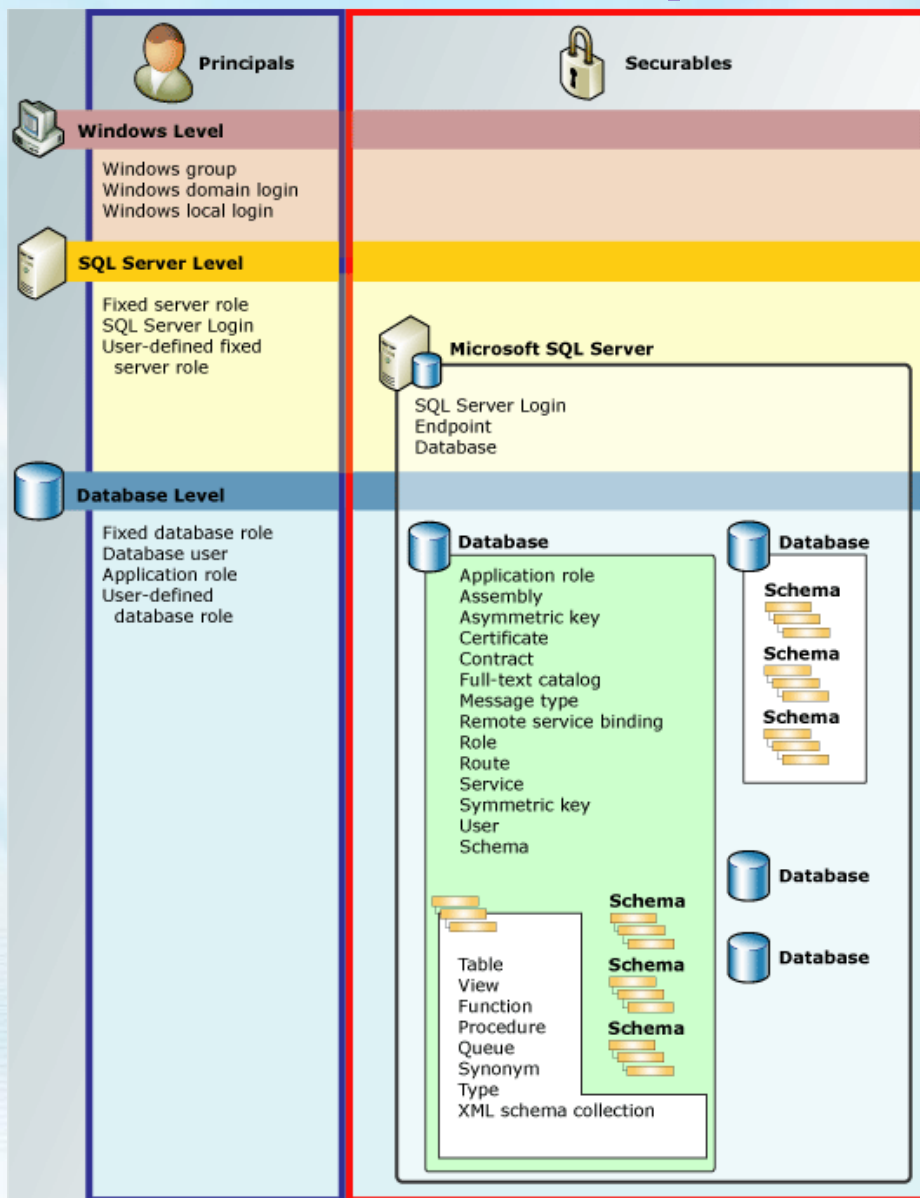 Principals
Securables
Windows Level
Windows group
Windows domain login
Windows local login
SQL Server Level
Fixed server role
SQL Server Login
User-defined fixed
server role
Microsoft SQL Server
SQL Server Login
Endpoint
Database
Database Level
Fixed database role
Database user
Application role
User-defined
database role
Database
Application role
Assembly
Asymmetric key
Certificate
Contract
Full-text catalog
Message type
Remote service binding
Role
Route
Service
Symmetric key
User
Schema
Table
View
Function
Procedure
Queue
Synonym
Type
XML schema collection
Schema
Schema
Schema
Database
Schema
Schema
Schema
Database
Database